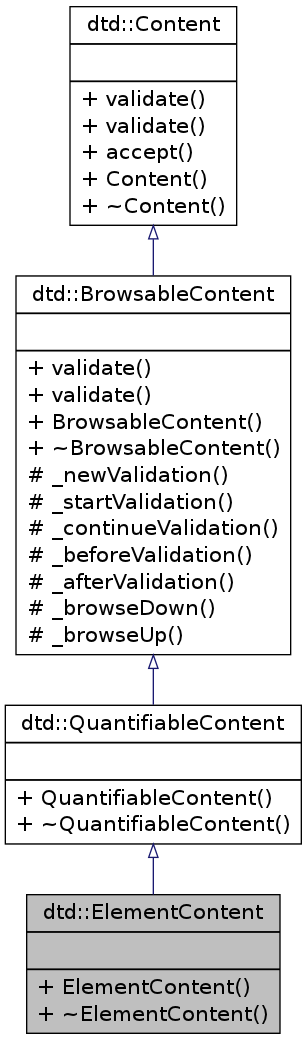 dtd::Content
+ validate()
+ validate()
+ accept()
+ Content()
+ ~Content()
dtd::BrowsableContent
+ validate()
+ validate()
+ BrowsableContent()
+ ~BrowsableContent()
# _newValidation()
# _startValidation()
# _continueValidation()
# _beforeValidation()
# _afterValidation()
# _browseDown()
# _browseUp()
dtd::QuantifiableContent
+ QuantifiableContent()
+ ~QuantifiableContent()
dtd::ElementContent
+ ElementContent()
+ ~ElementContent()